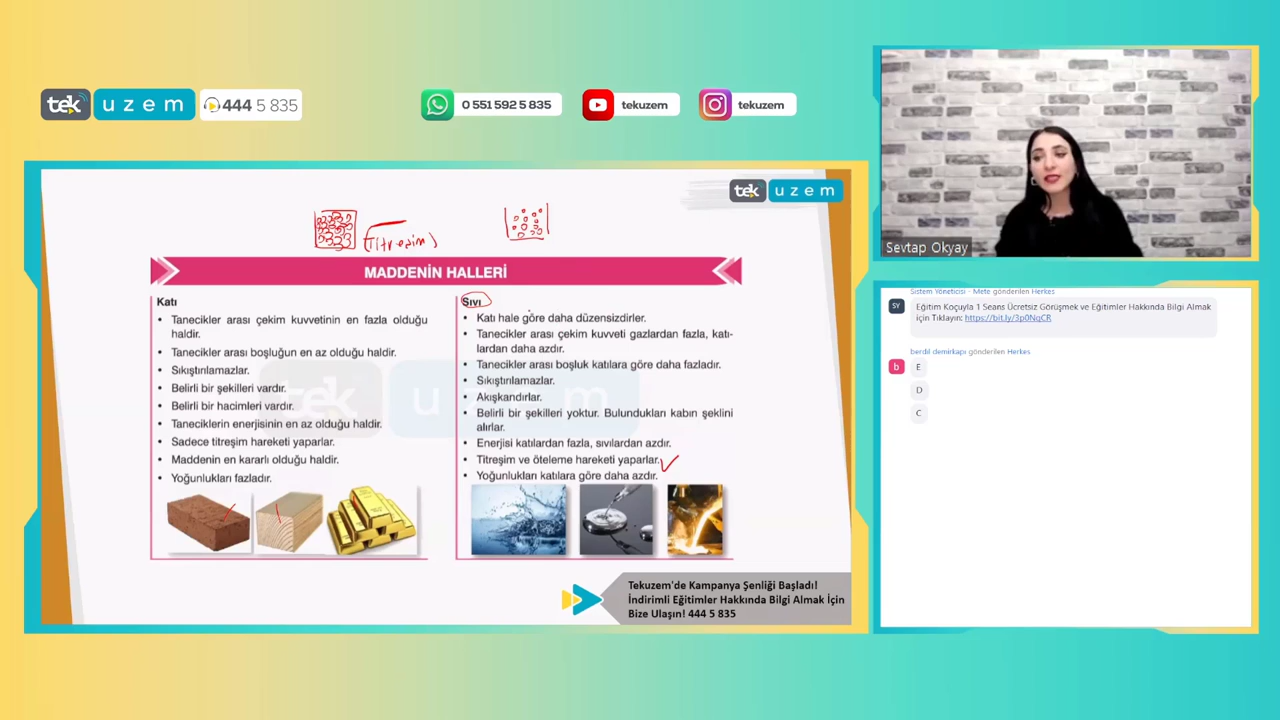 tek uzem 444 5 835
0 551 592 5 835
tekuzem
tekuzem
tek uzem
Titreşim
MADDENİN HALLERİ
Katı
• Tanecikler arası çekim kuvvetinin en fazla olduğu
haldir.
• Tanecikler arası boşluğun en az olduğu haldir.
• Sıkıştırılamazlar.
• Belirli bir şekilleri vardır.
• Belirli bir hacimleri vardır.
• Taneciklerin enerjisinin en az olduğu haldir.
• Sadece titreşim hareketi yaparlar.
• Maddenin en kararlı olduğu haldir.
• Yoğunlukları fazladır.
Sıvı
• Katı hale göre daha düzensizdirler.
• Tanecikler arası çekim kuvveti gazlardan fazla, katı-
lardan daha azdır.
• Tanecikler arası boşluk katılara göre daha fazladır.
• Sıkıştırılamazlar.
• Akışkandırlar.
• Belirli bir şekilleri yoktur. Bulundukları kabın şeklini
alırlar.
• Enerjisi katılardan fazla, sıvılardan azdır.
• Titreşim ve öteleme hareketi yaparlar.
• Yoğunlukları katılara göre daha azdır.
tek uzem
Tekuzem'de Kampanya Şenliği Başladı!
İndirimli Eğitimler Hakkında Bilgi Almak İçin
Bize Ulaşın! 444 5 835
Sevtap Okyay
Sistem Yöneticisi - Mete gönderilen Herkes
SY
Eğitim Koçuyla 1 Seans Ücretsiz Görüşmek ve Eğitimler Hakkında Bilgi Almak
için Tıklayın: https://bit.ly/3p0NqCR
berdil demirkapı gönderilen Herkes
b
E
D
C